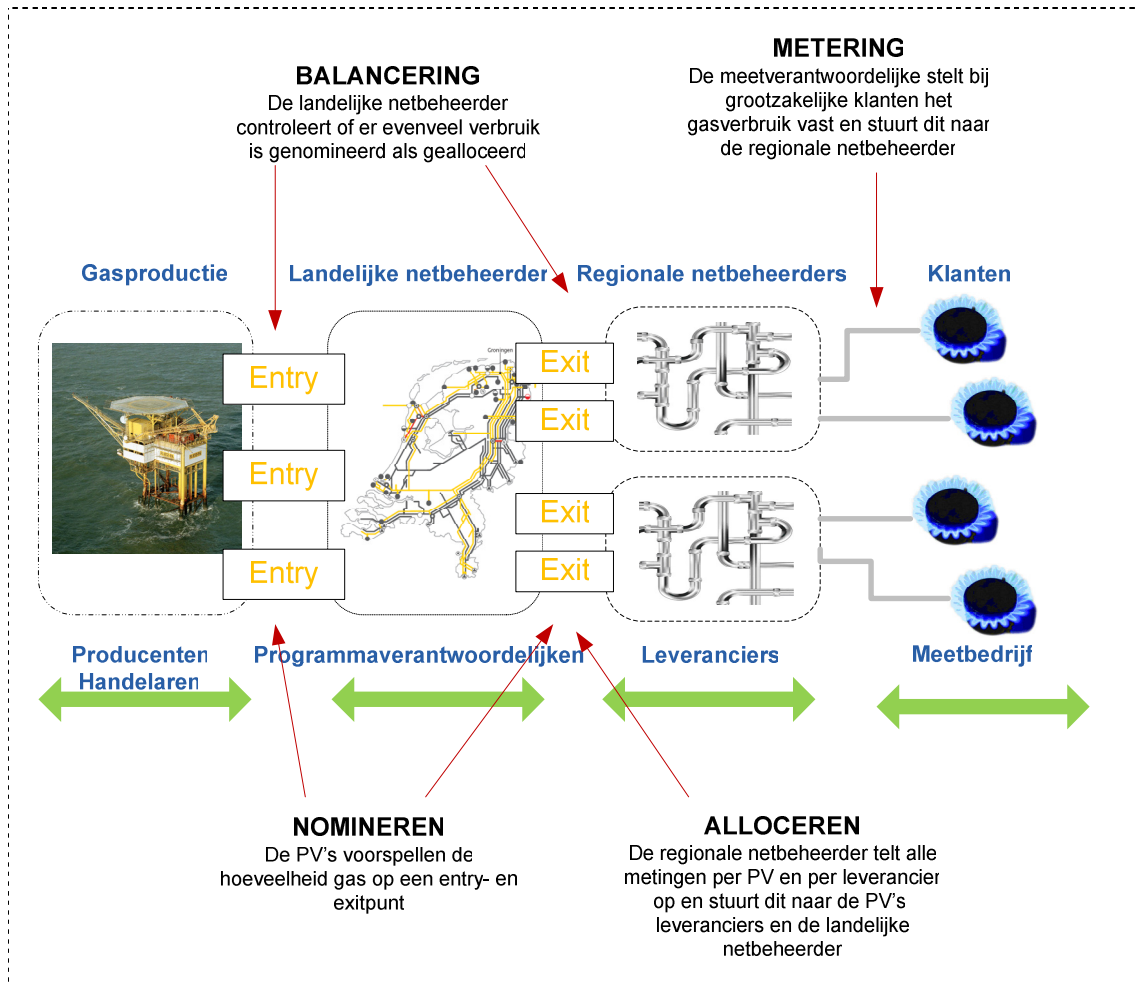 METERING
De meetverantwoordelijke stelt bij
grootzakelijke klanten het
gasverbruik vast en stuurt dit naar
de regionale netbeheerder
BALANCERING
De landelijke netbeheerder
controleert of er evenveel verbruik
is genomineerd als gealloceerd
Gasproductie
Landelijke netbeheerder
Regionale netbeheerders
Klanten
Groningen
Entry
Entry
Entry
Exit
Exit
Exit
Exit
Producenten
Handelaren
Programmaverantwoordelijken
Leveranciers
Meetbedrijf
NOMINEREN
De PV's voorspellen de
hoeveelheid gas op een entry- en
exitpunt
ALLOCEREN
De regionale netbeheerder telt alle
metingen per PV en per leverancier
op en stuurt dit naar de PV's
leveranciers en de landelijke
netbeheerder